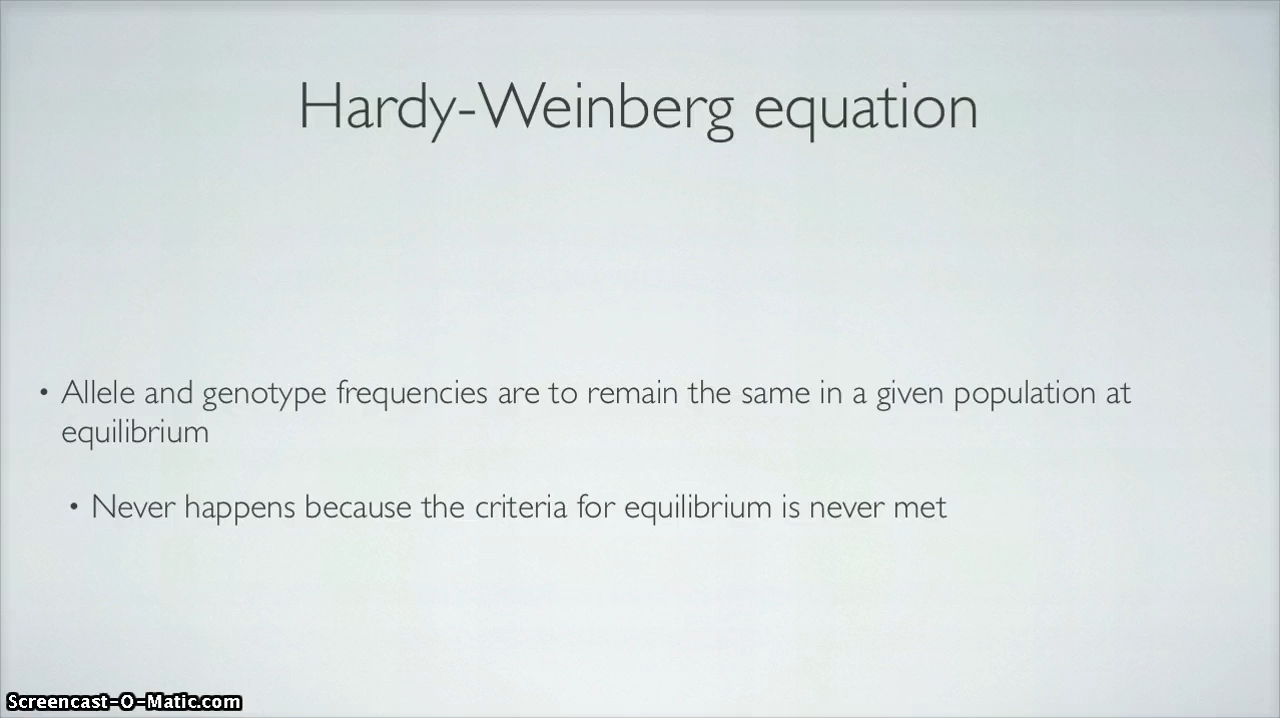 Hardy-Weinberg equation
• Allele and genotype frequencies are to remain the same in a given population at
equilibrium
• Never happens because the criteria for equilibrium is never met
Screencast-O-Matic.com